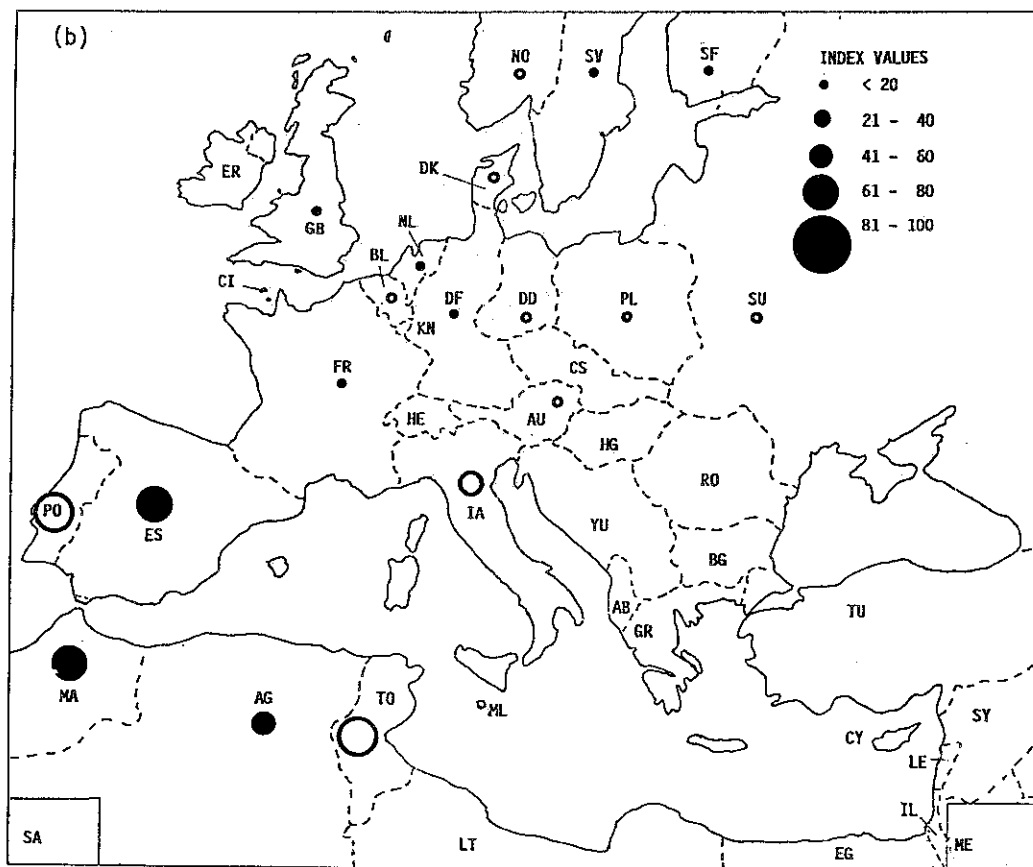 (b)
NO
SV
SF
INDEX VALUES
< 20
21 - 40
41 - 60
61 - 80
81 - 100
ER
DK
GB
NL
BL
CI
DF
DD
PL
SU
KN
FR
CS
HE
AU
HG
RO
PO
ES
IA
YU
BG
AB
GR
TU
MA
AG
TO
ML
CY
SY
LE
IL
SA
LT
EG
ME